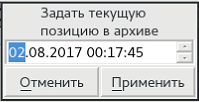 Задать текущую
позицию в архиве
02.08.2017 00:17:45
Отменить Применить